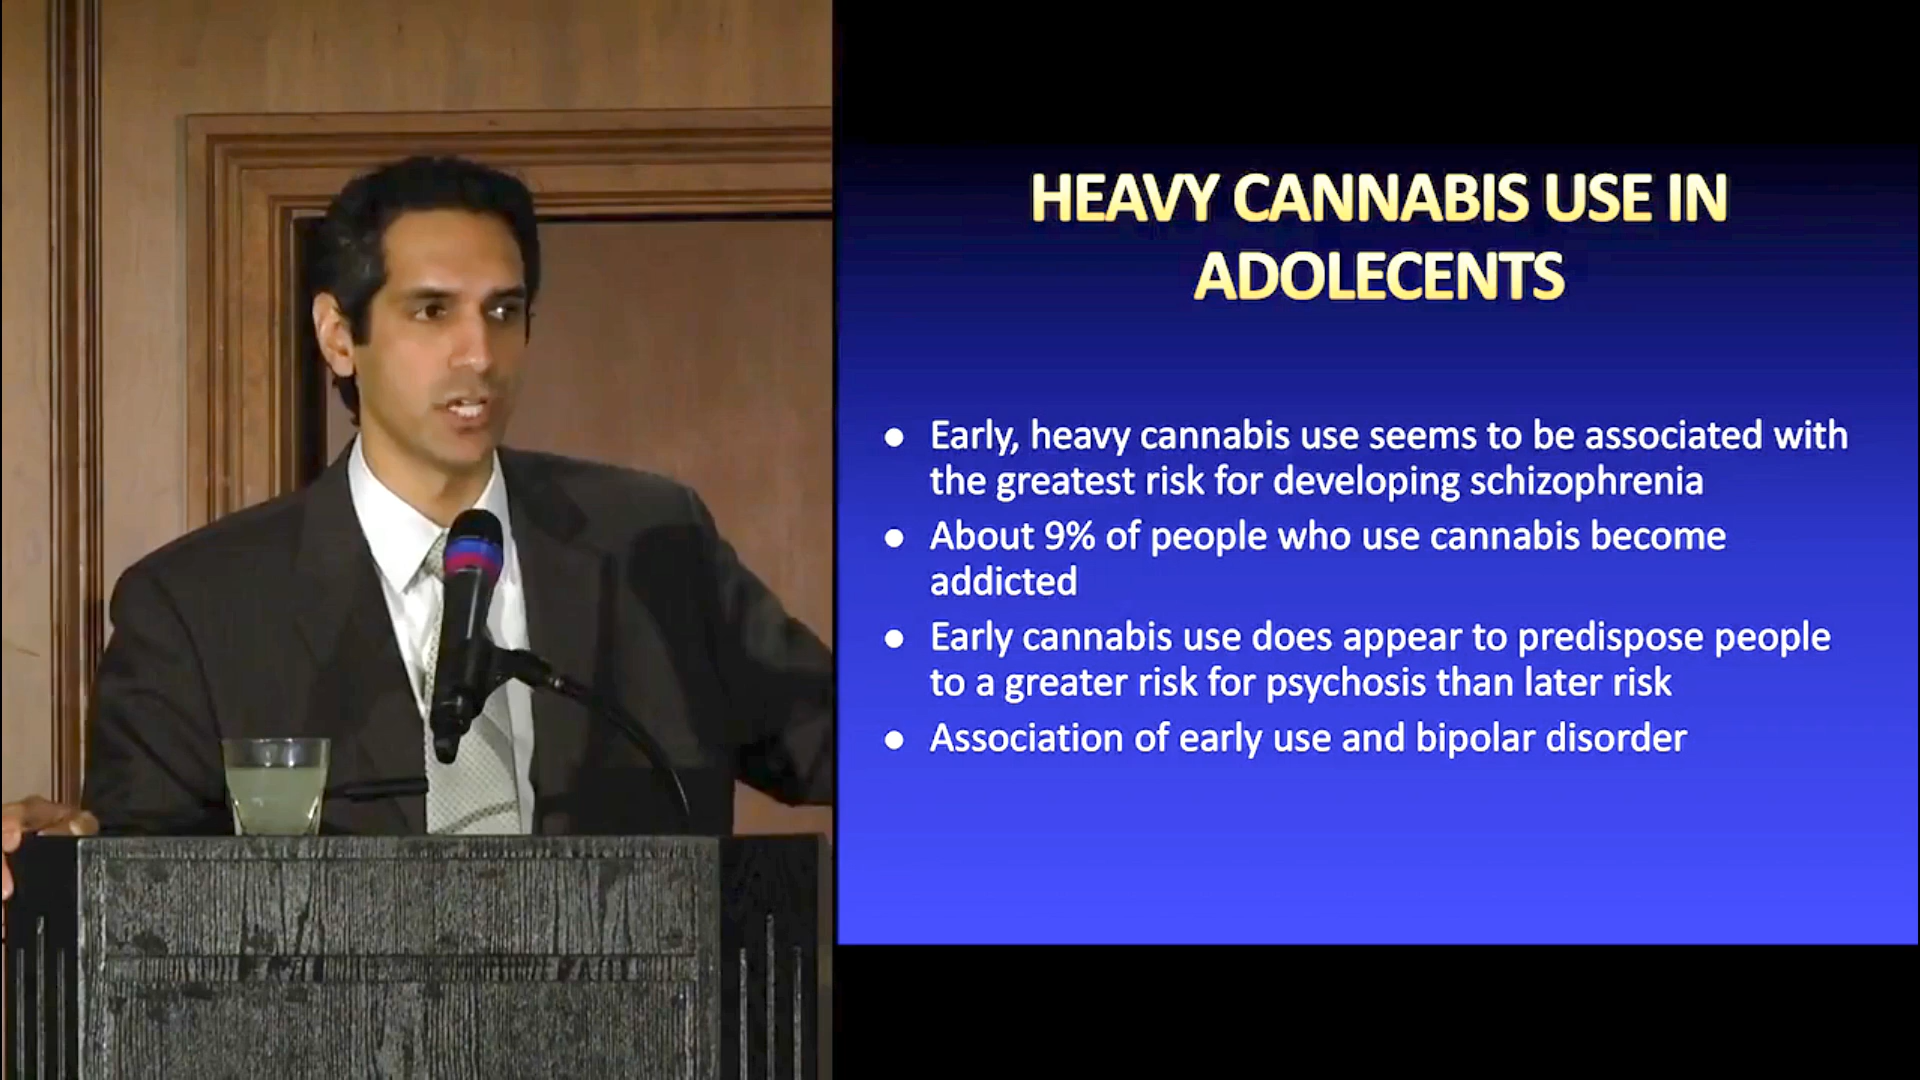 HEAVY CANNABIS USE IN
ADOLECENTS
● Early, heavy cannabis use seems to be associated with
the greatest risk for developing schizophrenia
● About 9% of people who use cannabis become
addicted
● Early cannabis use does appear to predispose people
to a greater risk for psychosis than later risk
● Association of early use and bipolar disorder